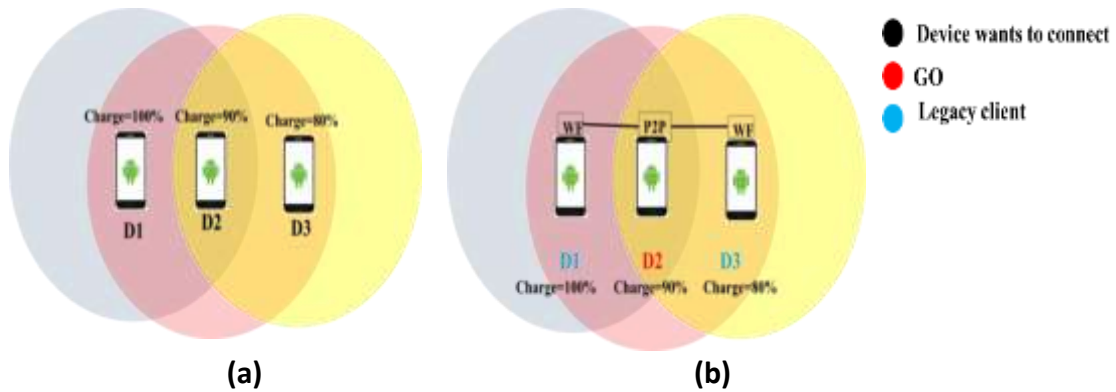 Charge=100%
Charge=90%
Charge=80%
D1
D2
D3
(a)
WF
P2P
WF
D1
D2
D3
Charge=100%
Charge=90%
Charge=80%
(b)
Device wants to connect
GO
Legacy client